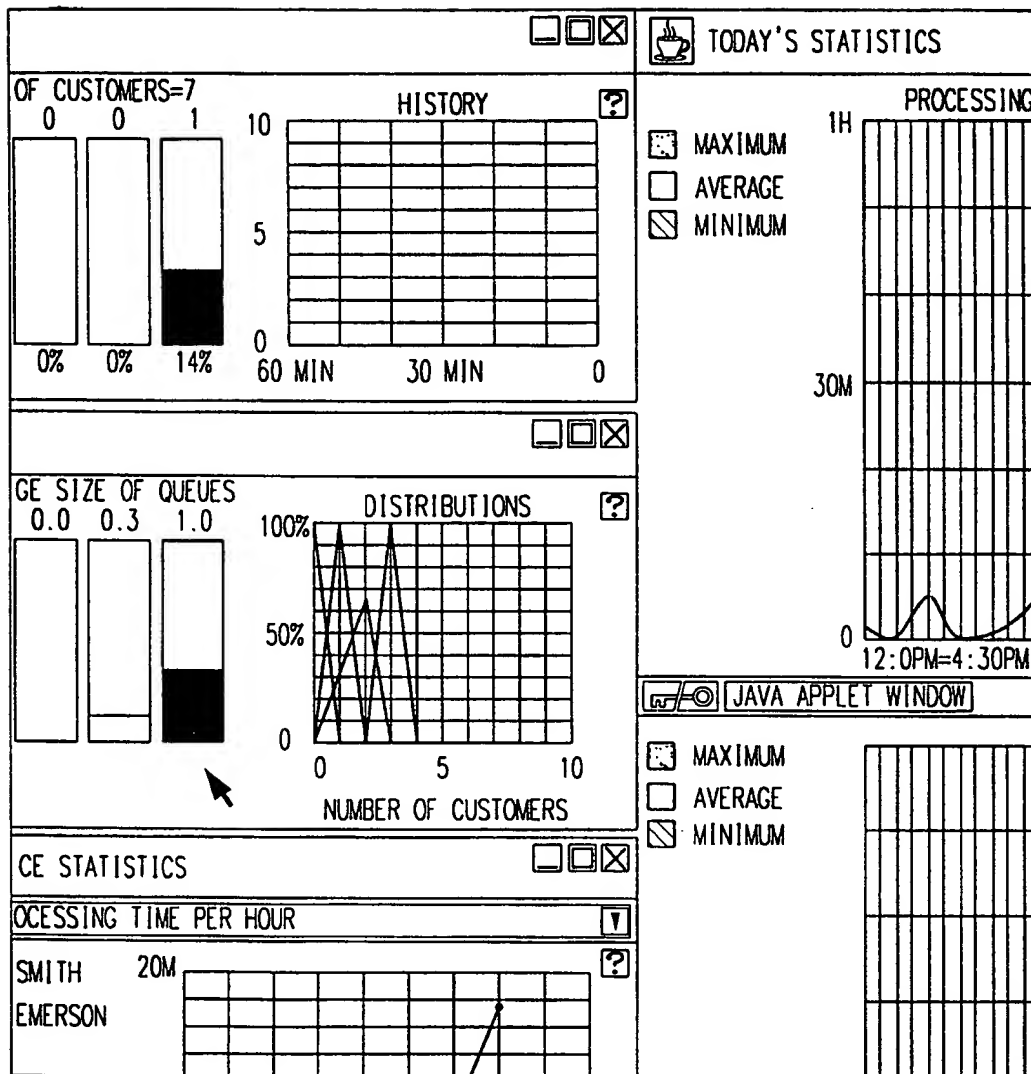 OF CUSTOMERS=7
0 0 1
0% 0% 14%
HISTORY
?
10
5
0
60 MIN 30 MIN 0
GE SIZE OF QUEUES
0.0 0.3 1.0
DISTRIBUTIONS
?
100%
50%
0
0 5 10
NUMBER OF CUSTOMERS
CE STATISTICS
OCESSING TIME PER HOUR
SMITH
EMERSON
20M
?
TODAY'S STATISTICS
PROCESSING
MAXIMUM
AVERAGE
MINIMUM
1H
30M
0
12:0PM=4:30PM
JAVA APPLET WINDOW
MAXIMUM
AVERAGE
MINIMUM